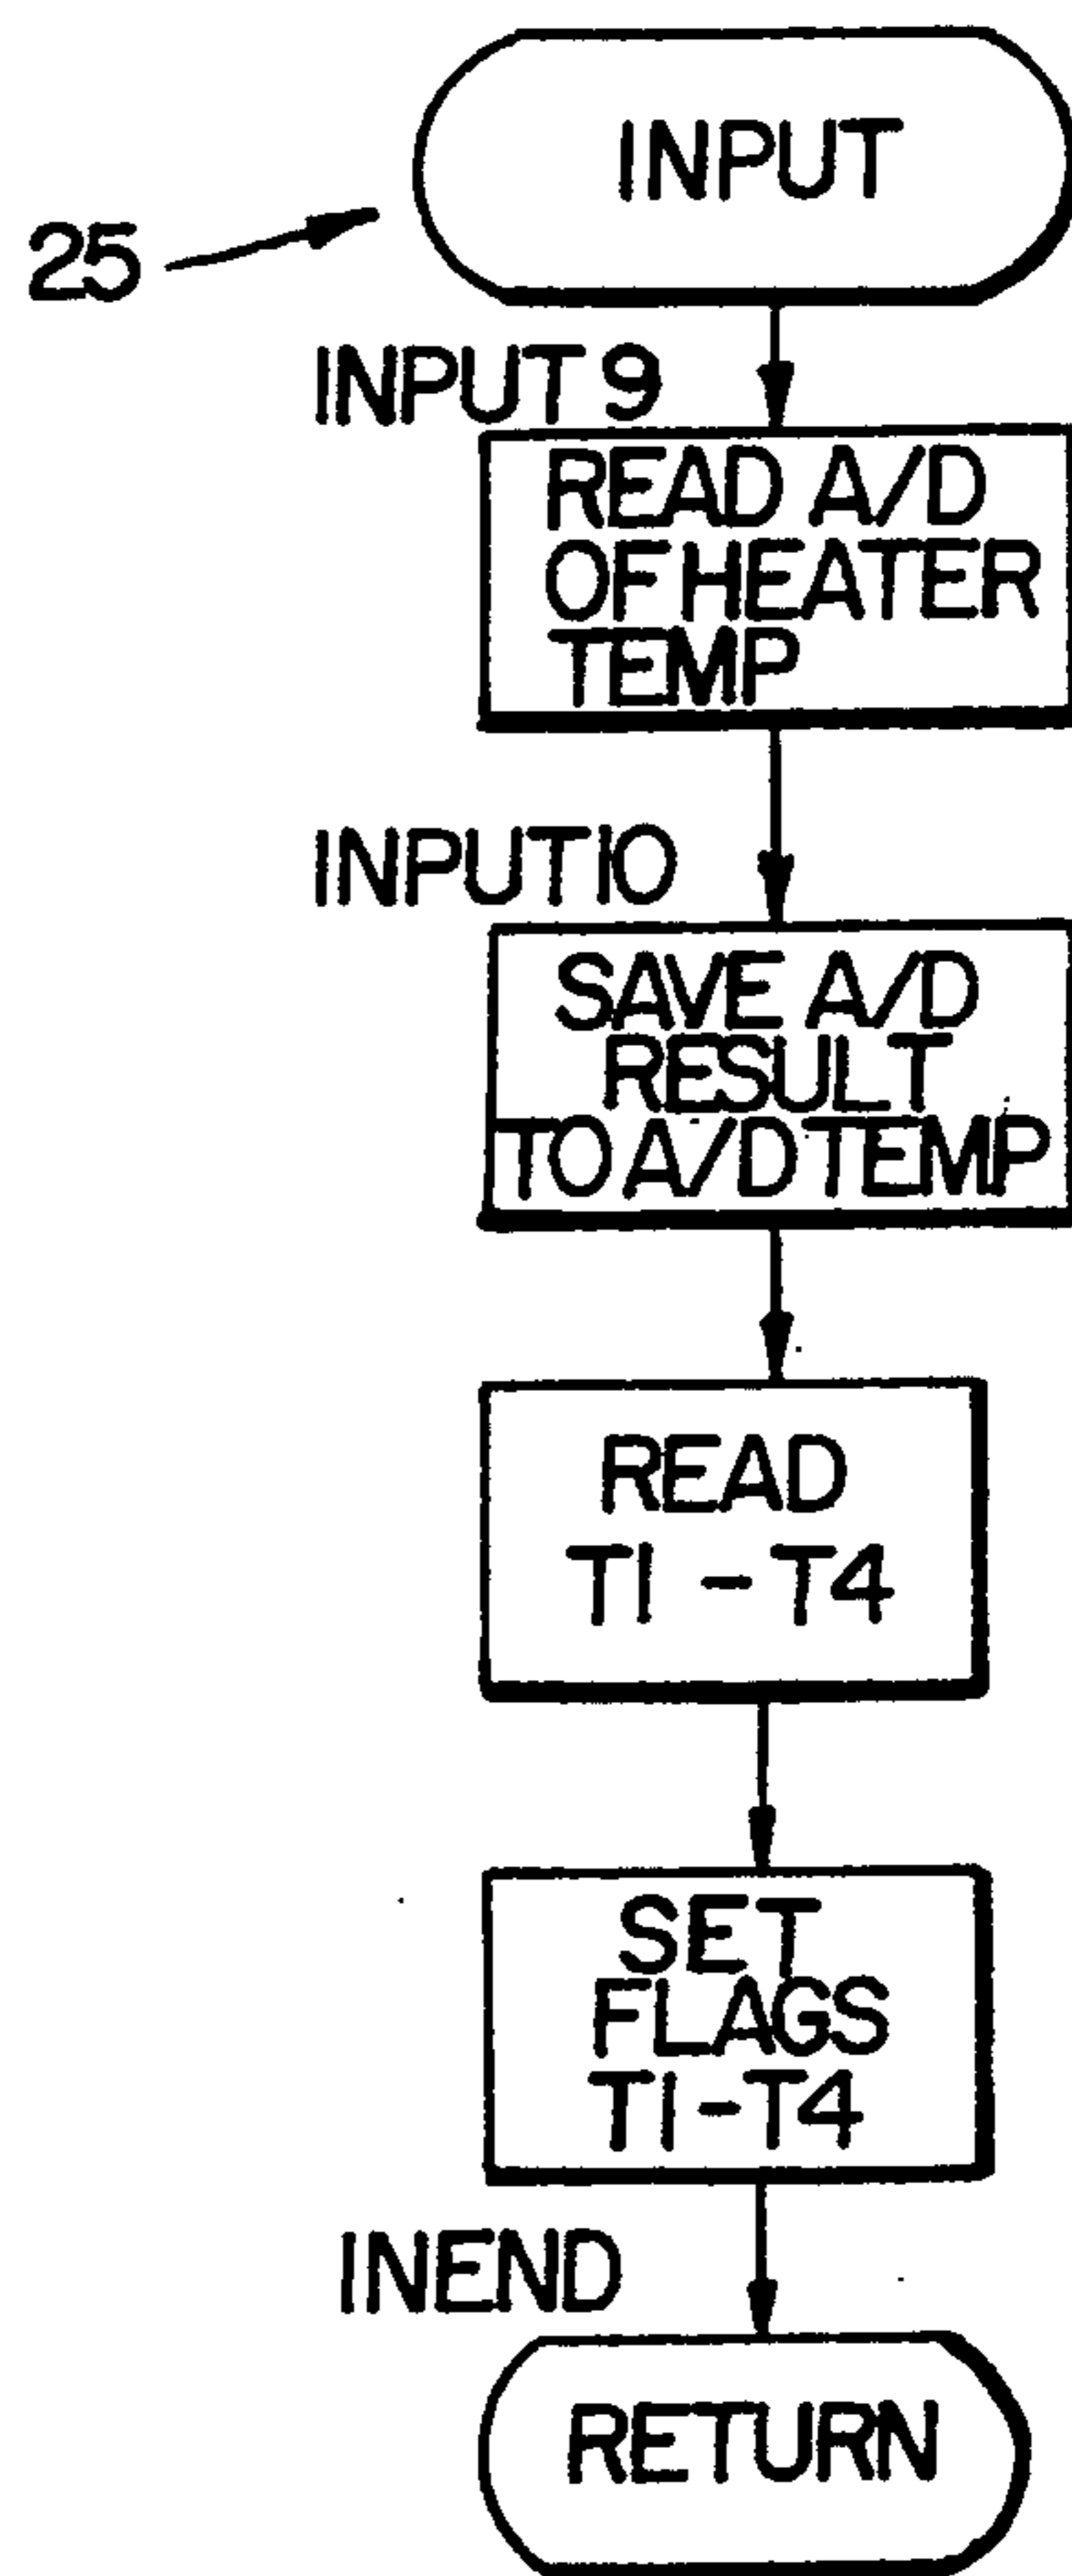 INPUT
25
INPUT 9
READ A/D
OF HEATER
TEMP
INPUT10
SAVE A/D
RESULT
TO A/D TEMP
READ
T1 - T4
SET
FLAGS
T1-T4
INEND
RETURN